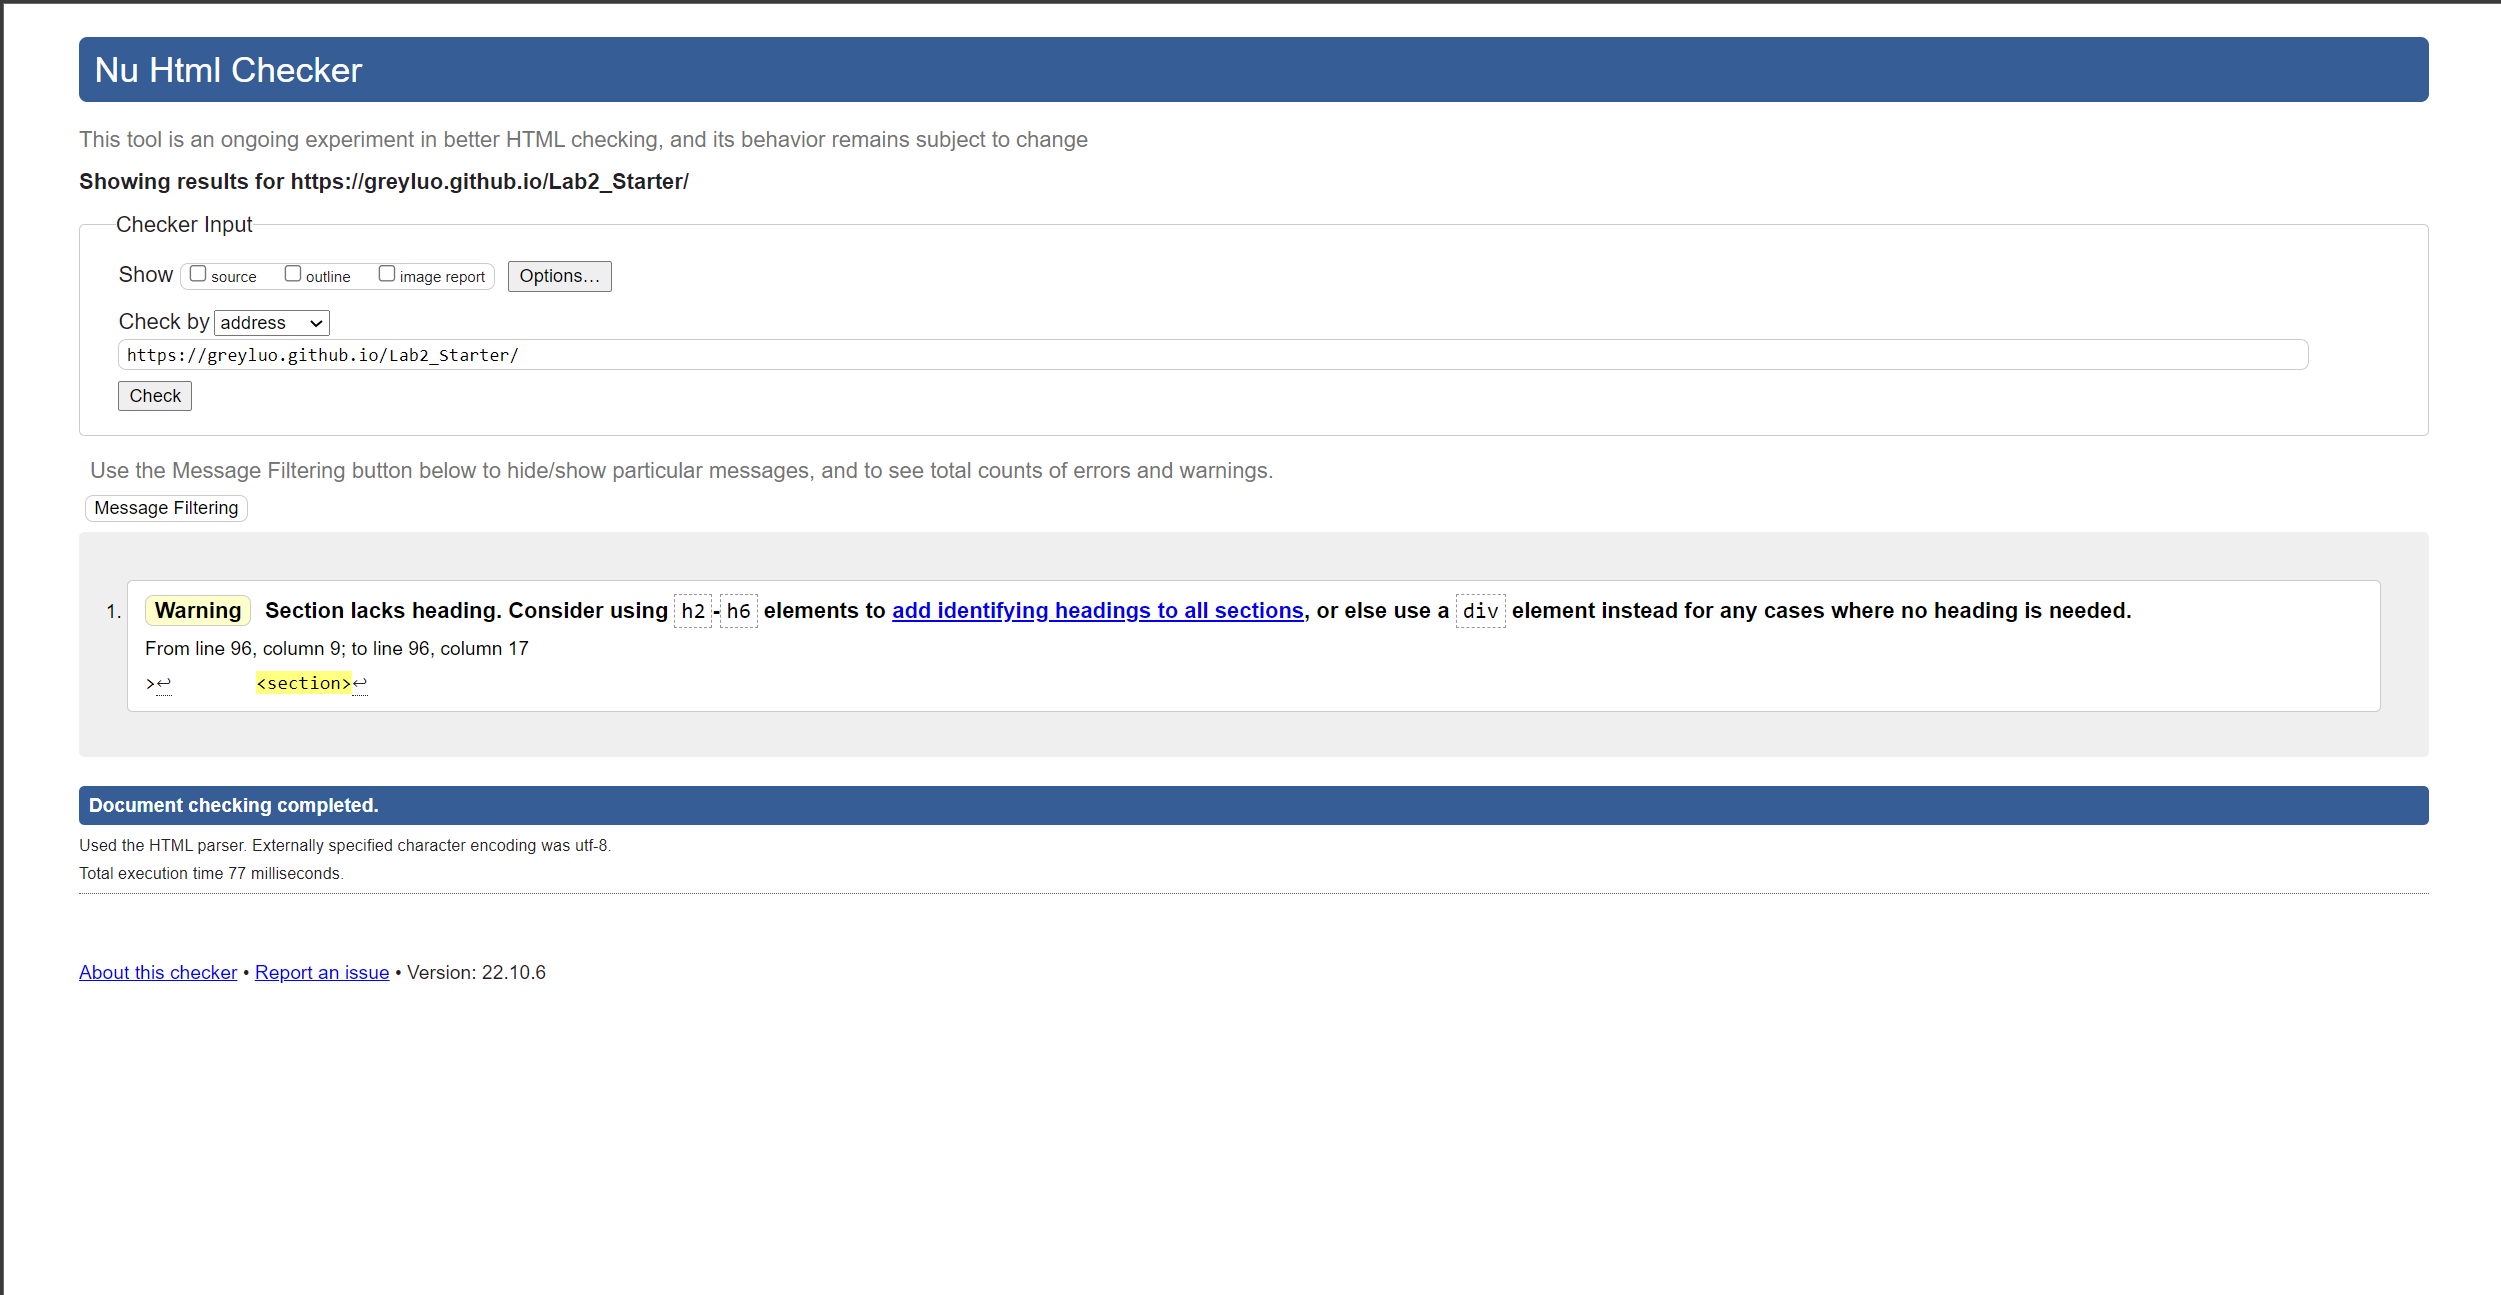 Nu Html Checker
This tool is an ongoing experiment in better HTML checking, and its behavior remains subject to change
Showing results for https://greyluo.github.io/Lab2_Starter/
Checker Input
Show source outline image report Options...
Check by address
https://greyluo.github.io/Lab2_Starter/
Check
Use the Message Filtering button below to hide/show particular messages, and to see total counts of errors and warnings.
Message Filtering
1. Warning Section lacks heading. Consider using h2-h6 elements to add identifying headings to all sections, or else use a div element instead for any cases where no heading is needed.
From line 96, column 9; to line 96, column 17
>↩ <section>↩
Document checking completed.
Used the HTML parser. Externally specified character encoding was utf-8.
Total execution time 77 milliseconds.
About this checker • Report an issue • Version: 22.10.6